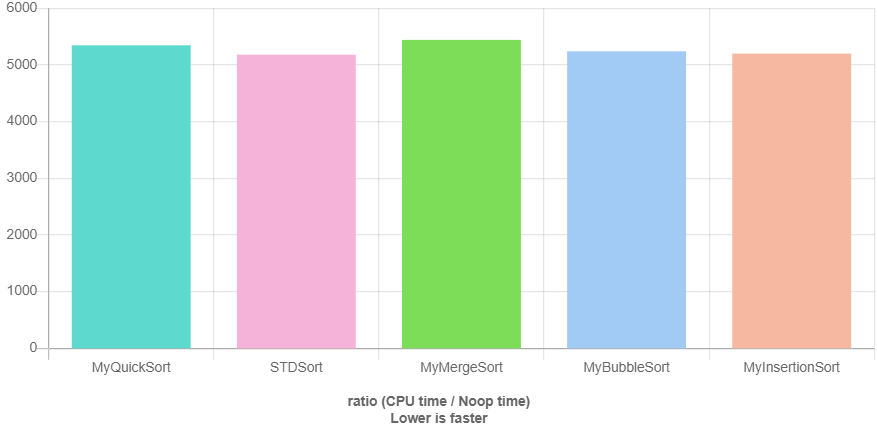 6000
5000
4000
3000
2000
1000
0
MyQuickSort STDSort MyMergeSort MyBubbleSort MyInsertionSort
ratio (CPU time / Noop time)
Lower is faster